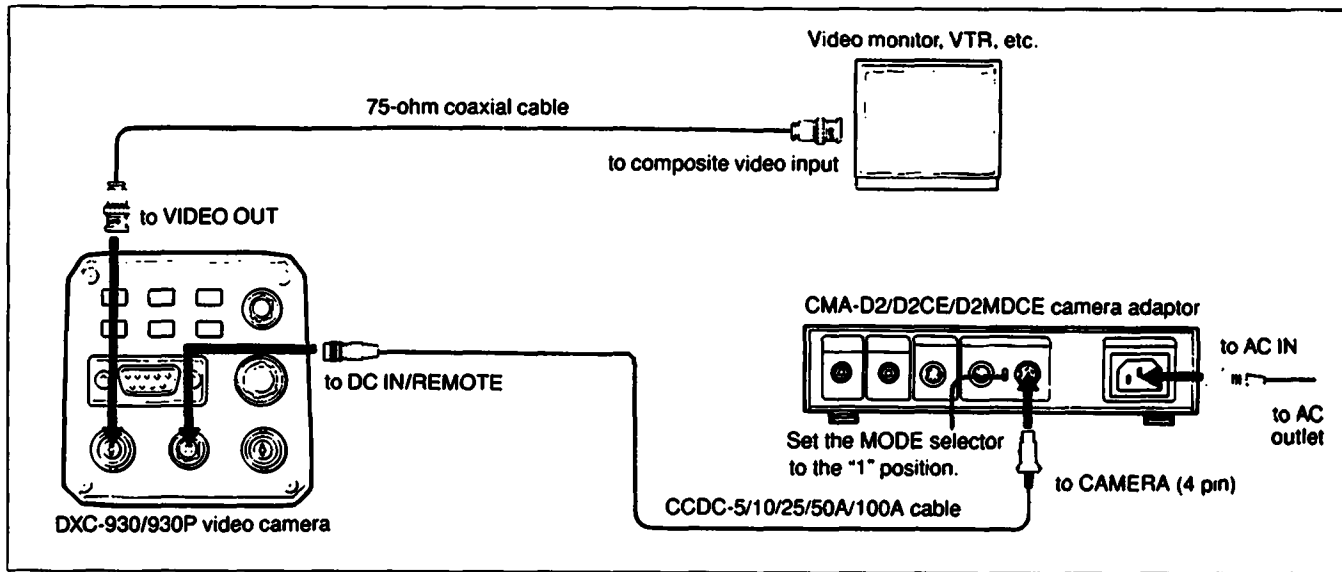 Video monitor, VTR, etc.
75-ohm coaxial cable
to composite video input
to VIDEO OUT
CMA-D2/D2CE/D2MDCE camera adaptor
to AC IN
to DC IN/REMOTE
to AC
outlet
Set the MODE selector
to the "1" position.
to CAMERA (4 pin)
CCDC-5/10/25/50A/100A cable
DXC-930/930P video camera